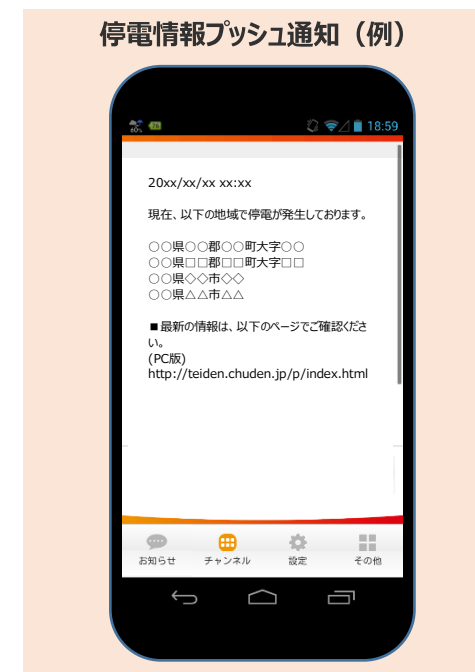 停電情報プッシュ通知（例）
60% 76 18:59
20xx/xx/xx xx:xx
現在、以下の地域で停電が発生しております。
○○県○○郡○○町大字○○
○○県□□郡□□町大字□□
○○県◇◇市◇◇
○○県△△市△△
■最新の情報は、以下のページでご確認くださ
い。
(PC版)
http://teiden.chuden.jp/p/index.html
お知らせ チャンネル 設定 その他